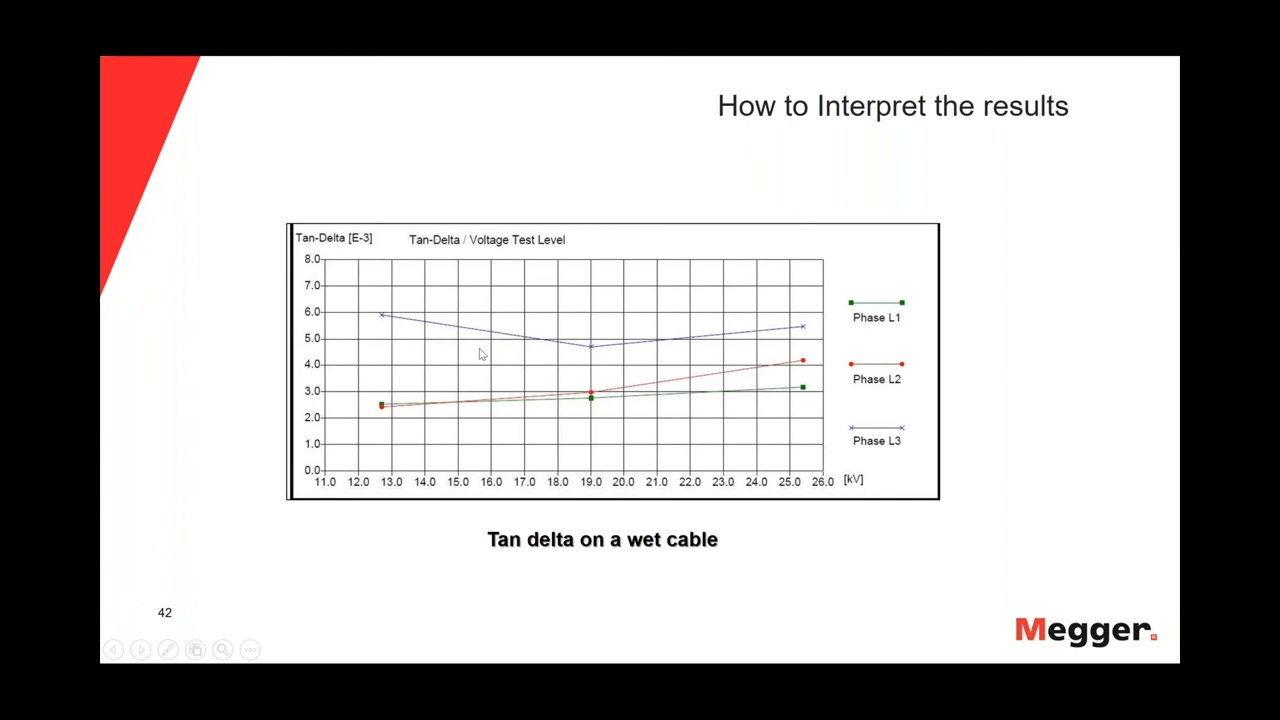 How to Interpret the results
Tan-Delta [E-3]
Tan-Delta / Voltage Test Level
8.0
7.0
6.0
5.0
4.0
3.0
2.0
1.0
0.0
11.0 12.0 13.0 14.0 15.0 16.0 17.0 18.0 19.0 20.0 21.0 22.0 23.0 24.0 25.0 26.0 [kV]
Phase L1
Phase L2
Phase L3
Tan delta on a wet cable
42
Megger.